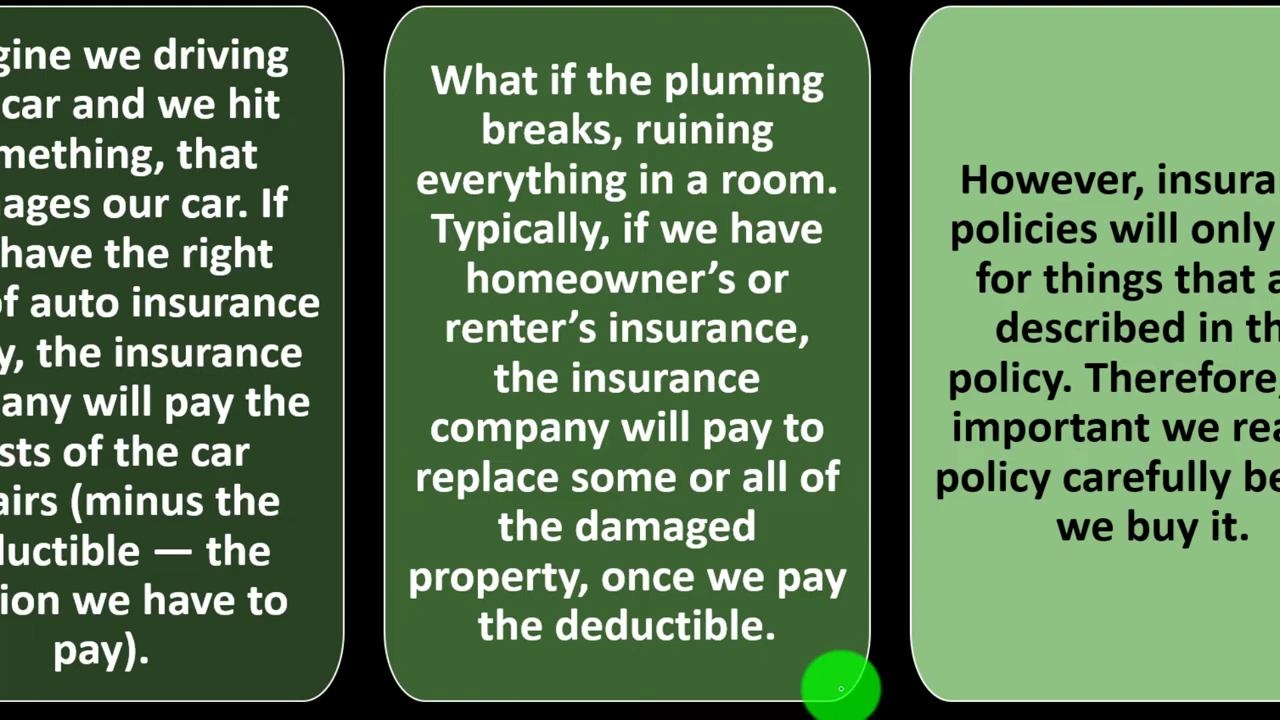 gine we driving
car and we hit
mething, that
ages our car. If
have the right
of auto insurance
y, the insurance
any will pay the
sts of the car
airs (minus the
ductible — the
ion we have to
pay).
What if the pluming
breaks, ruining
everything in a room.
Typically, if we have
homeowner’s or
renter’s insurance,
the insurance
company will pay to
replace some or all of
the damaged
property, once we pay
the deductible.
However, insura
policies will only
for things that a
described in th
policy. Therefore,
important we rea
policy carefully be
we buy it.